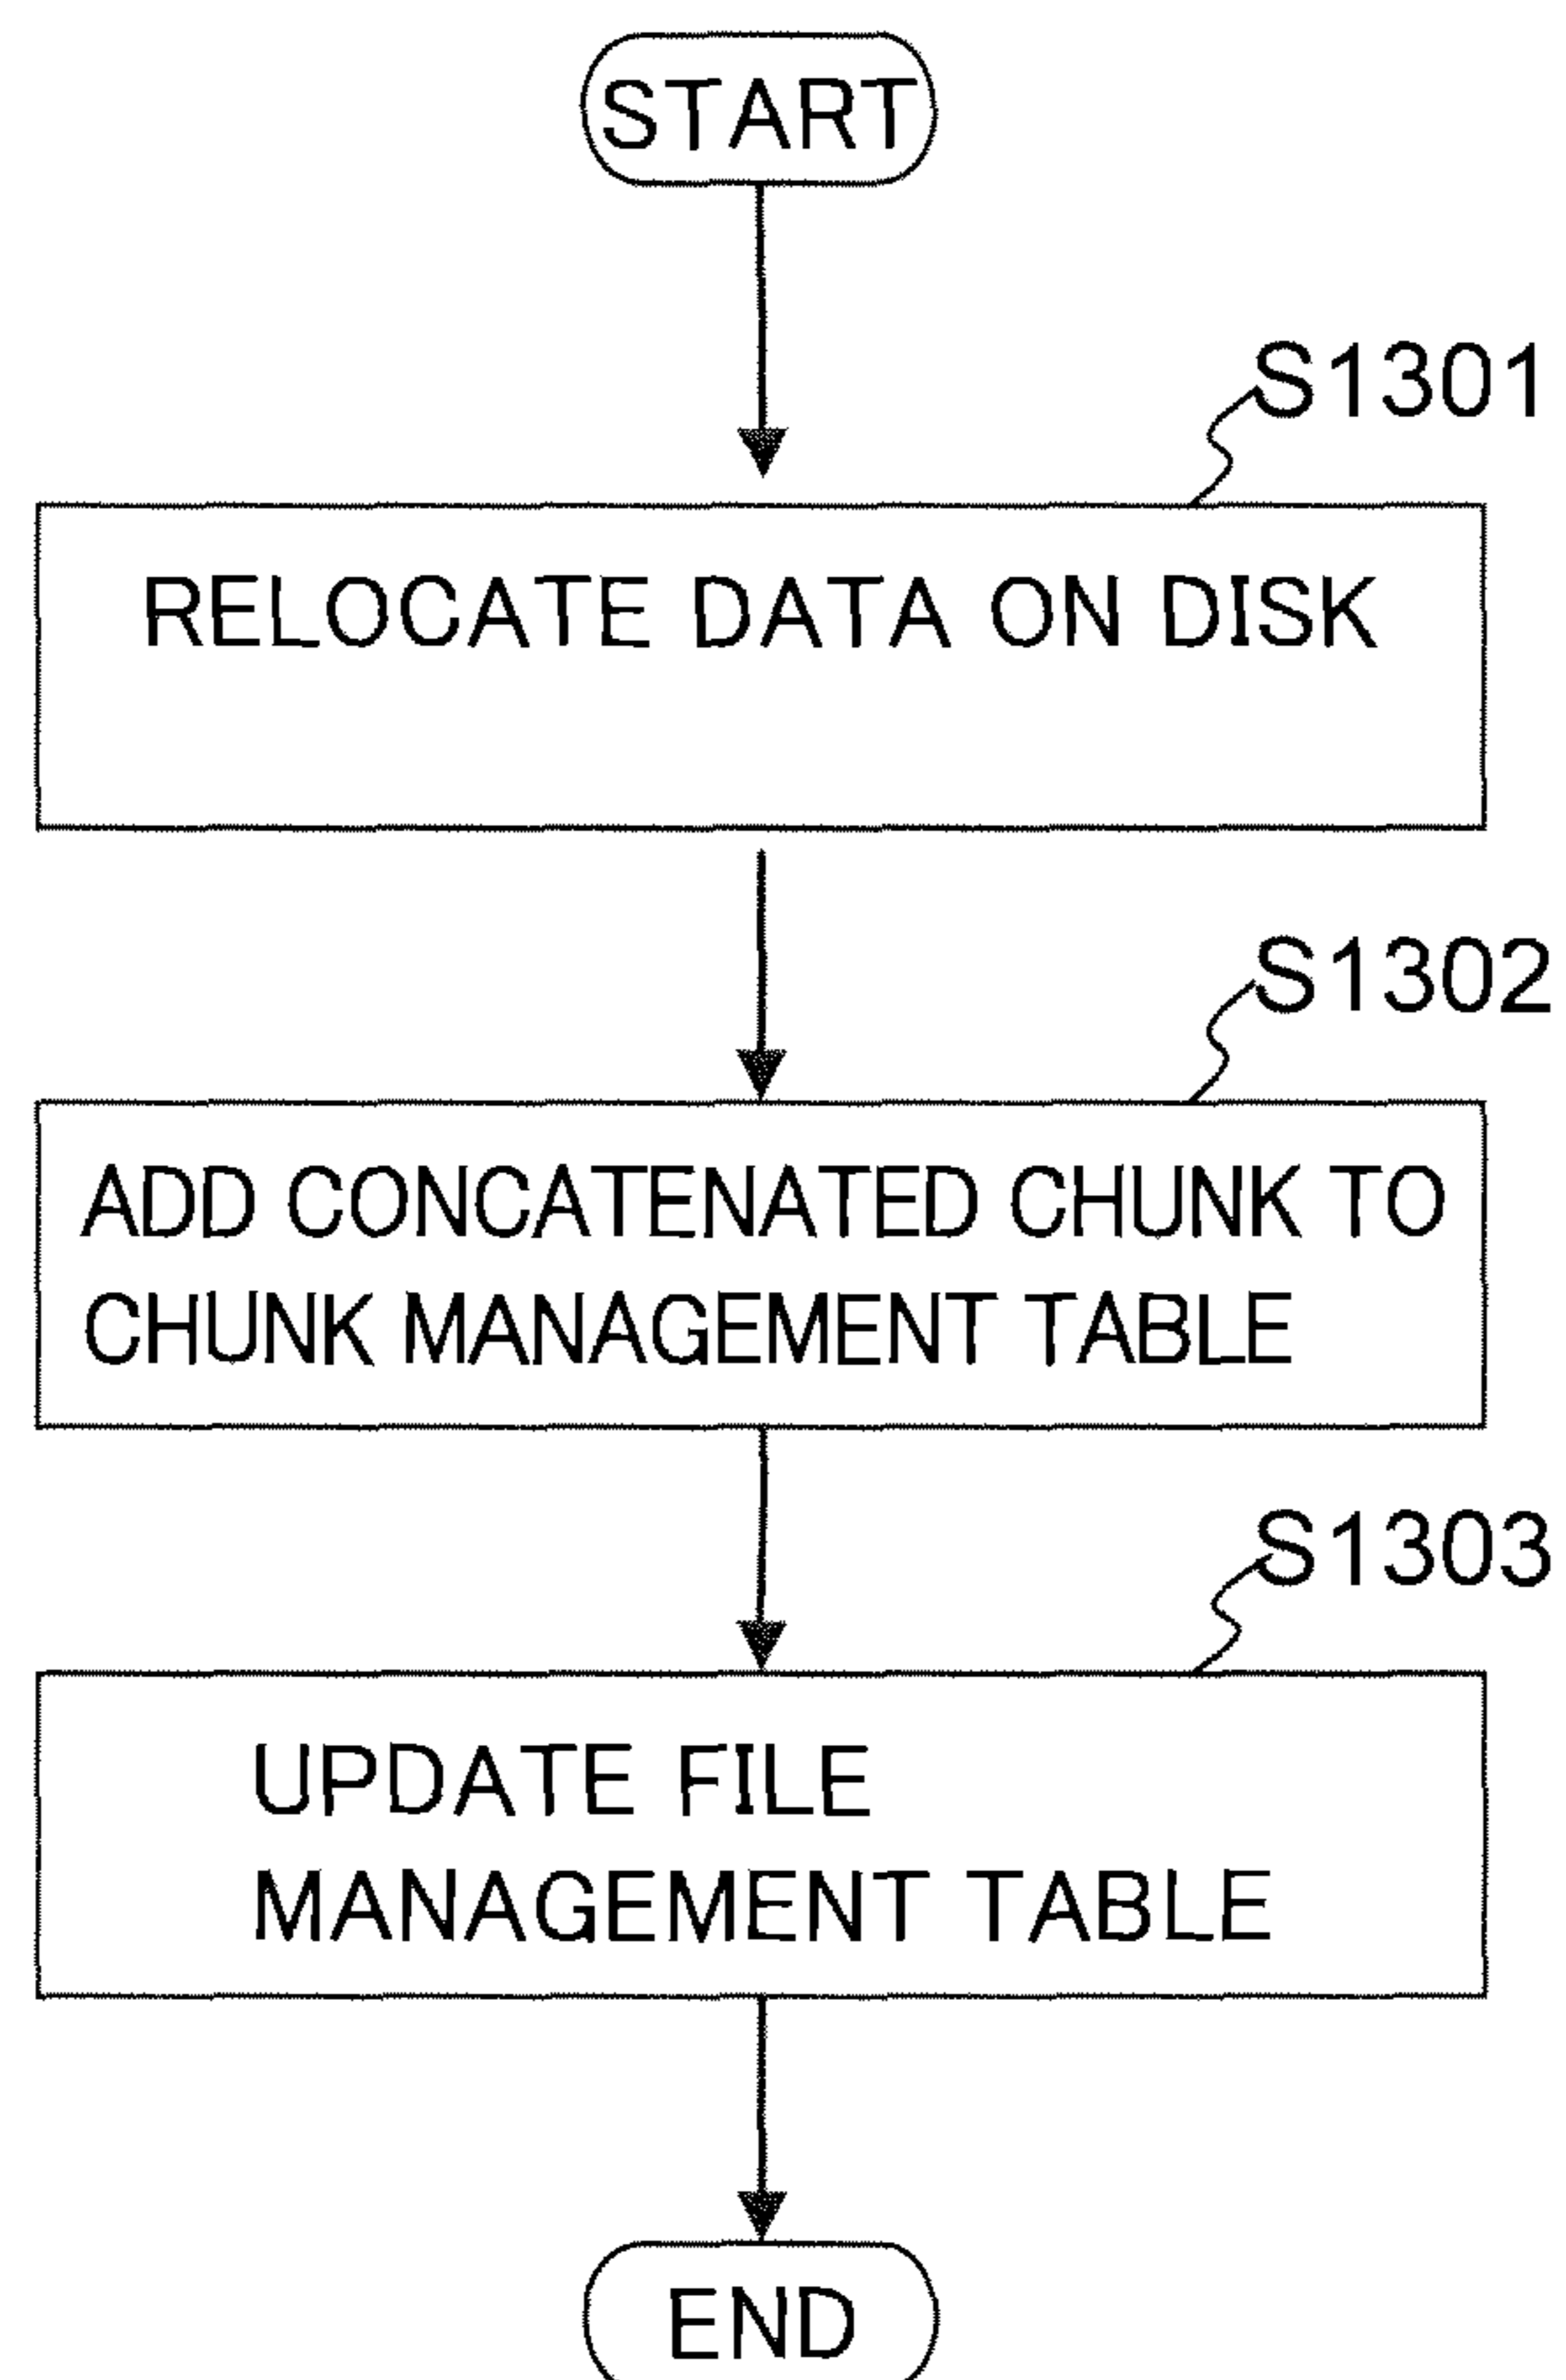 START
S1301
RELOCATE DATA ON DISK
S1302
ADD CONCATENATED CHUNK TO
CHUNK MANAGEMENT TABLE
S1303
UPDATE FILE
MANAGEMENT TABLE
END